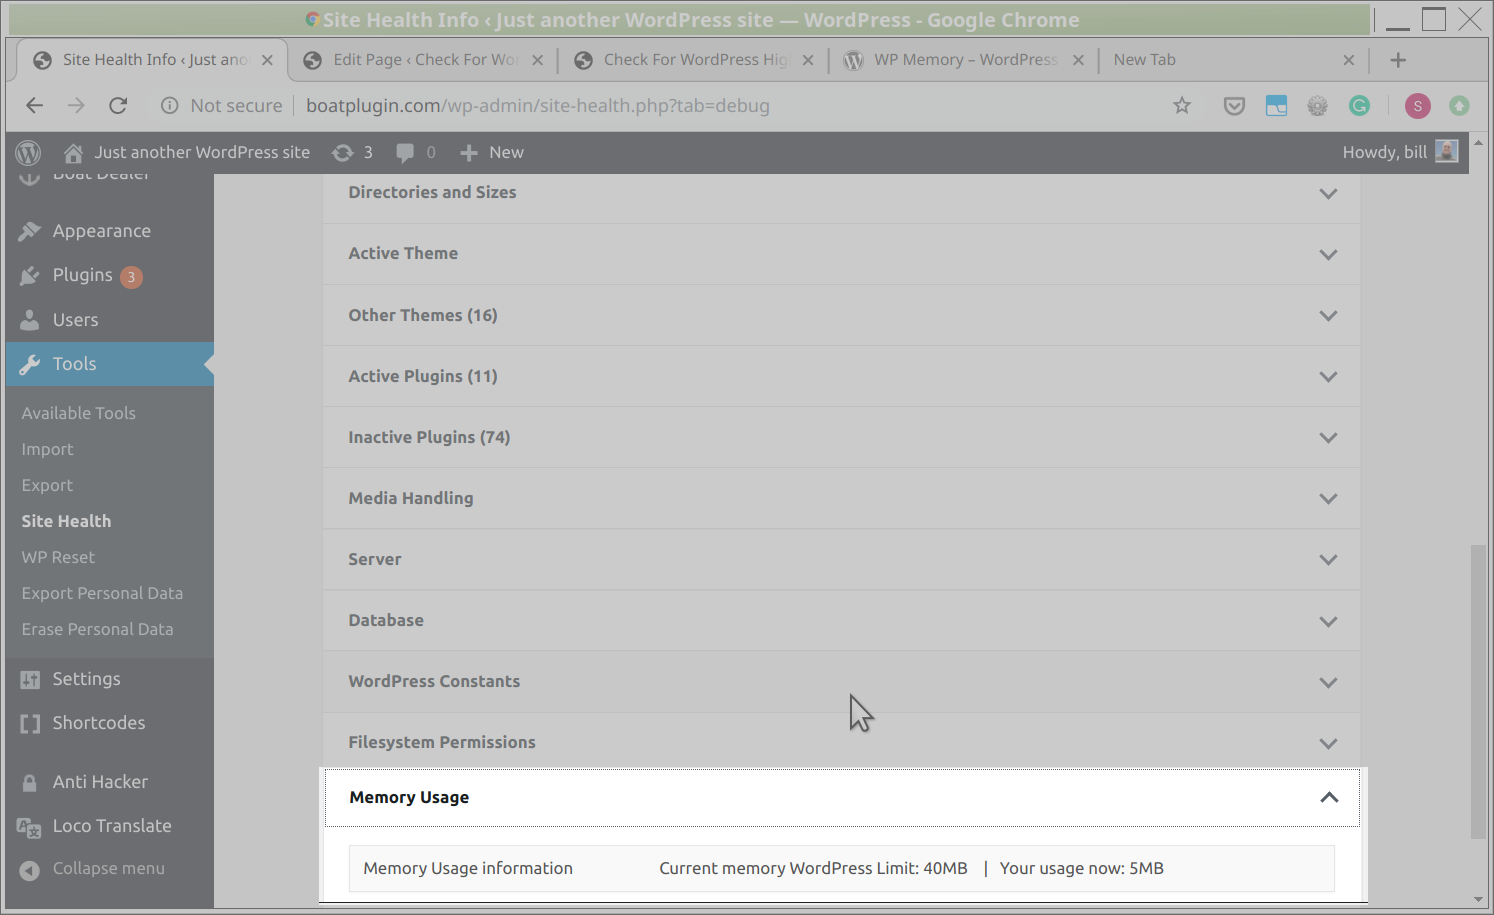 Site Health Info ‹ Just another WordPress site — WordPress - Google Chrome
Site Health Info ‹ Just ano
Edit Page ‹ Check For Wor
Check For WordPress Hig
WP Memory – WordPress
New Tab
Not secure
boatplugin.com/wp-admin/site-health.php?tab=debug
S
Just another WordPress site
3
0
New
Howdy, bill
Boat Dealer
Appearance
Plugins 3
Users
Tools
Available Tools
Import
Export
Site Health
WP Reset
Export Personal Data
Erase Personal Data
Settings
Shortcodes
Anti Hacker
Loco Translate
Collapse menu
Directories and Sizes
Active Theme
Other Themes (16)
Active Plugins (11)
Inactive Plugins (74)
Media Handling
Server
Database
WordPress Constants
Filesystem Permissions
Memory Usage
Memory Usage information Current memory WordPress Limit: 40MB | Your usage now: 5MB